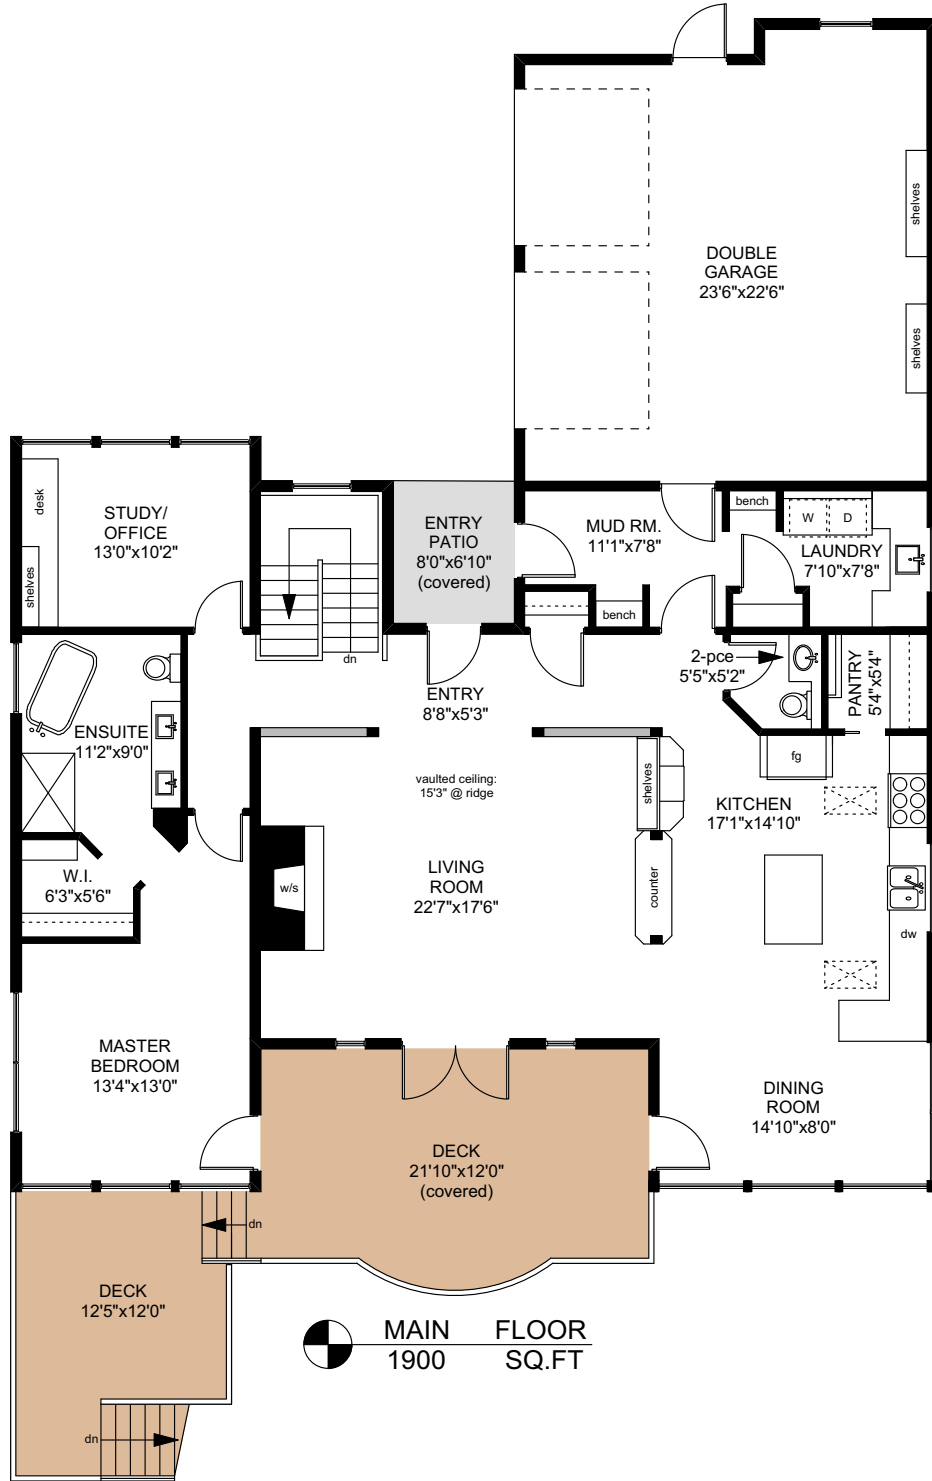 shelves
DOUBLE
GARAGE
23'6"x22'6"
shelves
desk
STUDY/
OFFICE
13'0"x10'2"
shelves
dn
ENTRY
PATIO
8'0"x6'10"
(covered)
MUD RM.
11'1"x7'8"
bench
bench
W D
LAUNDRY
7'10"x7'8"
2-pce
5'5"x5'2"
PANTRY
5'4"x5'4"
ENTRY
8'8"x5'3"
ENSUITE
11'2"x9'0"
vaulted ceiling:
15'3" @ ridge
shelves
fg
KITCHEN
17'1"x14'10"
W.I.
6'3"x5'6"
w/s
LIVING
ROOM
22'7"x17'6"
counter
dw
MASTER
BEDROOM
13'4"x13'0"
DINING
ROOM
14'10"x8'0"
DECK
21'10"x12'0"
(covered)
dn
DECK
12'5"x12'0"
dn
MAIN FLOOR
1900 SQ.FT